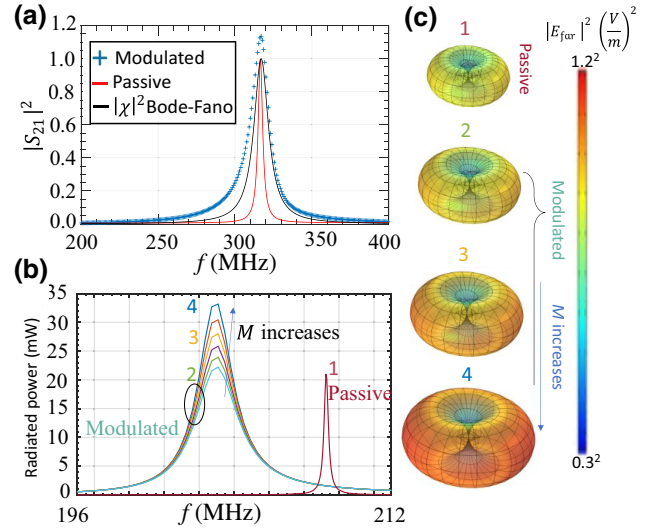 (a)
1.2
1.0
0.8
0.6
0.4
0.2
0.0
|S₂₁|²
Modulated
Passive
|χ|² Bode-Fano
200
250
300
350
400
f (MHz)
(b)
35
30
25
20
15
10
5
0
Radiated power (mW)
4
3
2
M increases
1
Passive
Modulated
196
212
f (MHz)
(c)
|E_far|² (V/m)²
1
Passive
2
3
4
Modulated
M increases
1.2²
0.3²